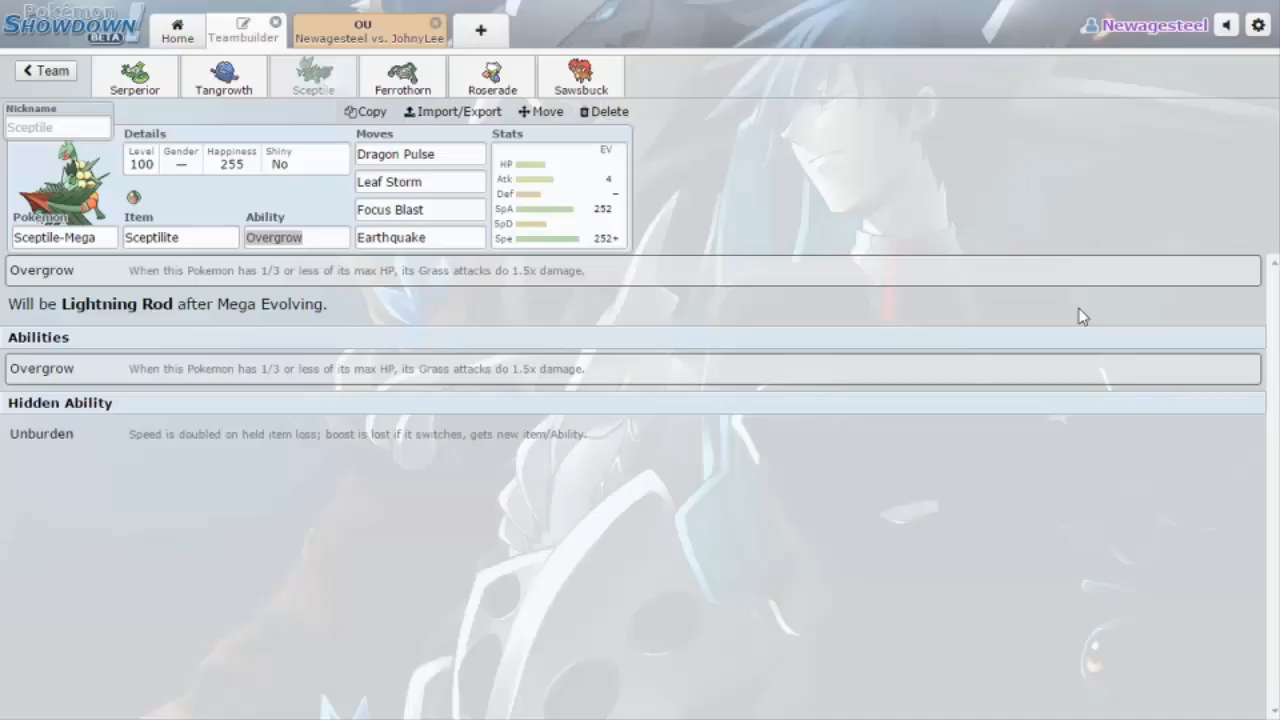 Pokémon
SHOWDOWN!
BETA
Home
Teambuilder
OU
Newagesteel vs. JohnyLee
+
Newagesteel
Team
Serperior
Tangrowth
Sceptile
Ferrothorn
Roserade
Sawsbuck
Nickname
Sceptile
Copy
Import/Export
Move
Delete
Details
Moves
Stats
Level
100
Gender
—
Happiness
255
Shiny
No
Dragon Pulse
Leaf Storm
Focus Blast
Earthquake
EV
HP
Atk 4
Def –
SpA 252
SpD
Spe 252+
Pokémon
Sceptile-Mega
Item
Sceptilite
Ability
Overgrow
Overgrow When this Pokemon has 1/3 or less of its max HP, its Grass attacks do 1.5x damage.
Will be Lightning Rod after Mega Evolving.
Abilities
Overgrow When this Pokemon has 1/3 or less of its max HP, its Grass attacks do 1.5x damage.
Hidden Ability
Unburden Speed is doubled on held item loss; boost is lost if it switches, gets new item/Ability.